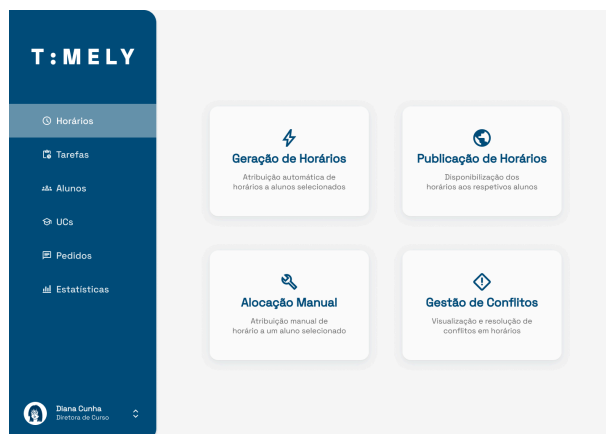 T:MELY
Horários
Tarefas
Alunos
UCs
Pedidos
Estatísticas
Diana Cunha
Diretora de Curso
Geração de Horários
Atribuição automática de
horários a alunos selecionados
Publicação de Horários
Disponibilização dos
horários aos respetivos alunos
Alocação Manual
Atribuição manual de
horário a um aluno selecionado
Gestão de Conflitos
Visualização e resolução de
conflitos em horários